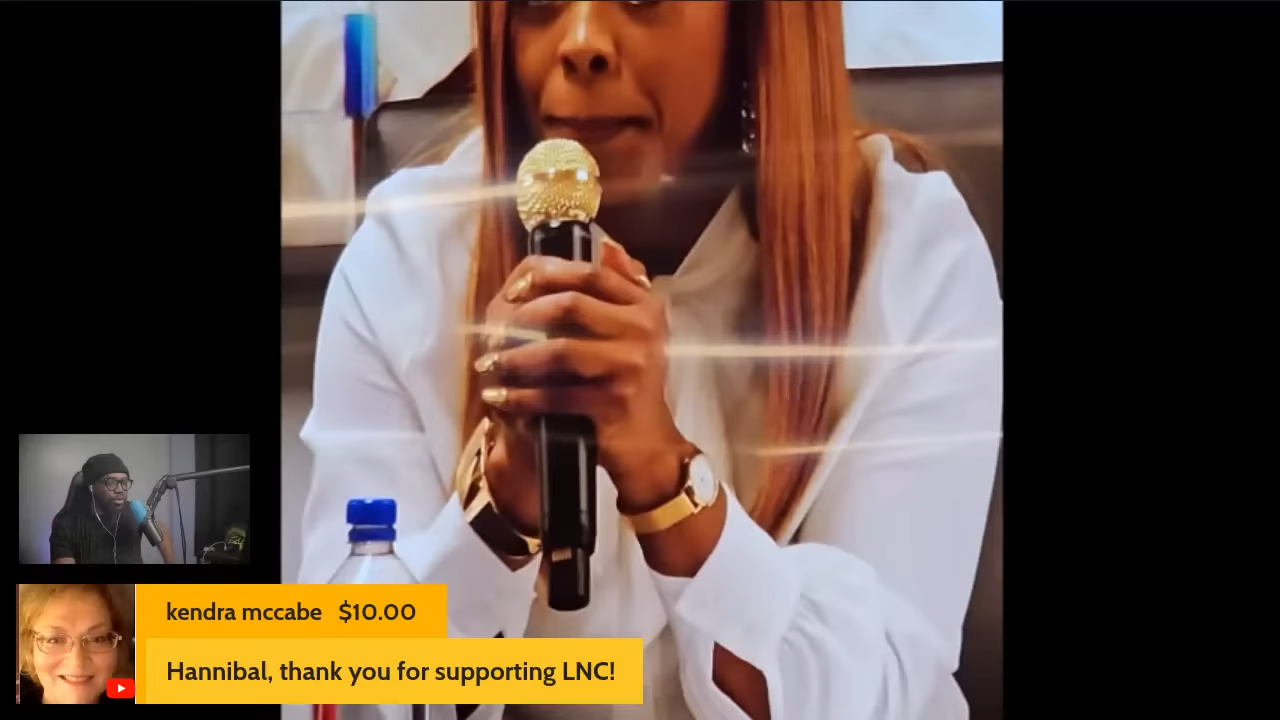 kendra mccabe $10.00
Hannibal, thank you for supporting LNC!